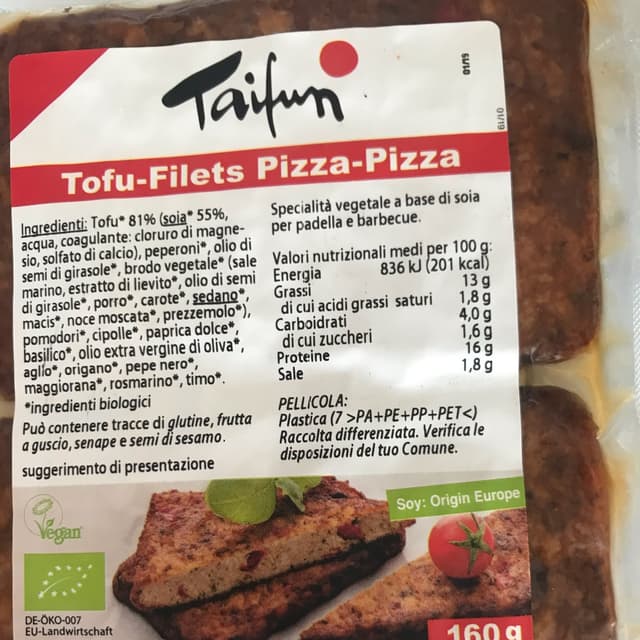 Taifun
01/19
01/19
Tofu-Filets Pizza-Pizza
Ingredienti: Tofu* 81% (soia* 55%,
acqua, coagulante: cloruro di magne-
sio, solfato di calcio), peperoni*, olio di
semi di girasole*, brodo vegetale* (sale
marino, estratto di lievito*, olio di semi
di girasole*, porro*, carote*, sedano*,
macis*, noce moscata*, prezzemolo*),
pomodori*, cipolle*, paprica dolce*,
basilico*, olio extra vergine di oliva*,
aglio*, origano*, pepe nero*,
maggiorana*, rosmarino*, timo*.
*ingredienti biologici
Può contenere tracce di glutine, frutta
a guscio, senape e semi di sesamo.
suggerimento di presentazione
Specialità vegetale a base di soia
per padella e barbecue.
Valori nutrizionali medi per 100 g:
Energia 836 kJ (201 kcal)
Grassi 13 g
di cui acidi grassi saturi 1,8 g
Carboidrati 4,0 g
di cui zuccheri 1,6 g
Proteine 16 g
Sale 1,8 g
PELLICOLA:
Plastica (7 >PA+PE+PP+PET<)
Raccolta differenziata. Verifica le
disposizioni del tuo Comune.
Soy: Origin Europe
Vegan
DE-ÖKO-007
EU-Landwirtschaft
160 g